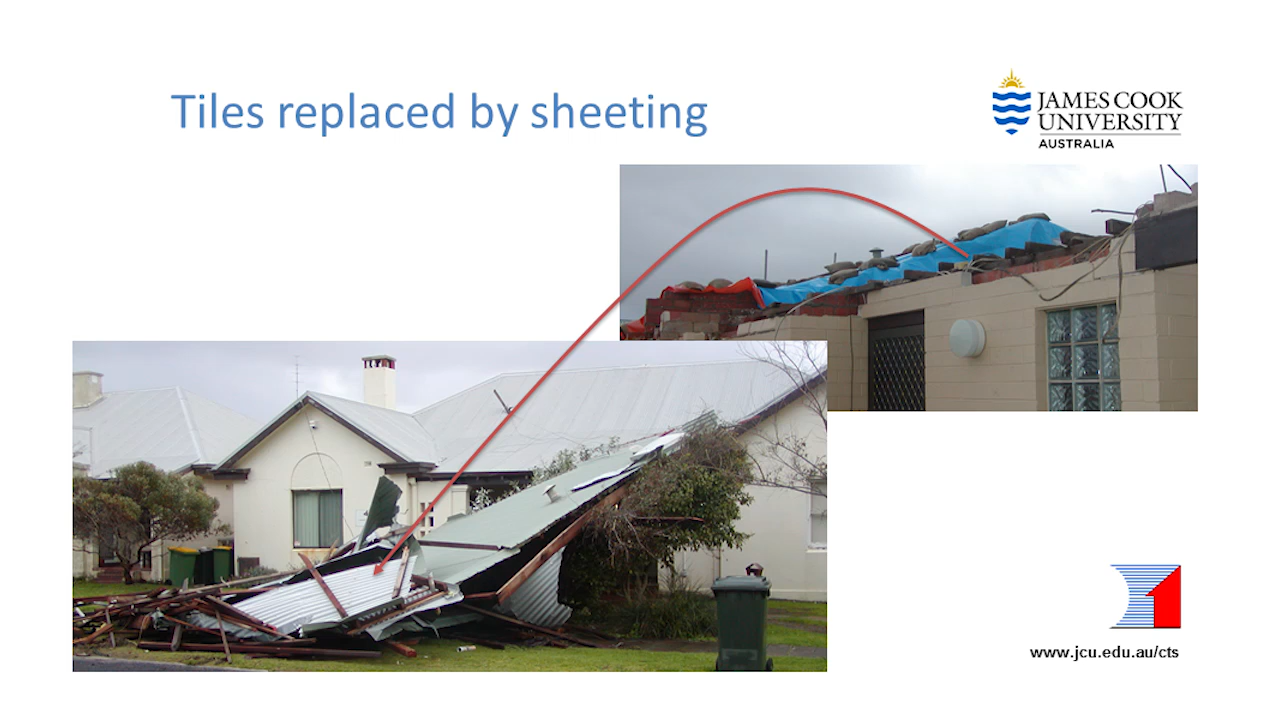 Tiles replaced by sheeting
JAMES COOK
UNIVERSITY
AUSTRALIA
www.jcu.edu.au/cts